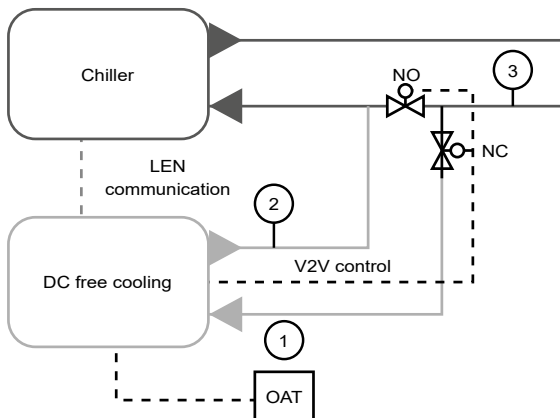 Chiller
NO
3
NC
LEN
communication
2
DC free cooling
V2V control
1
OAT